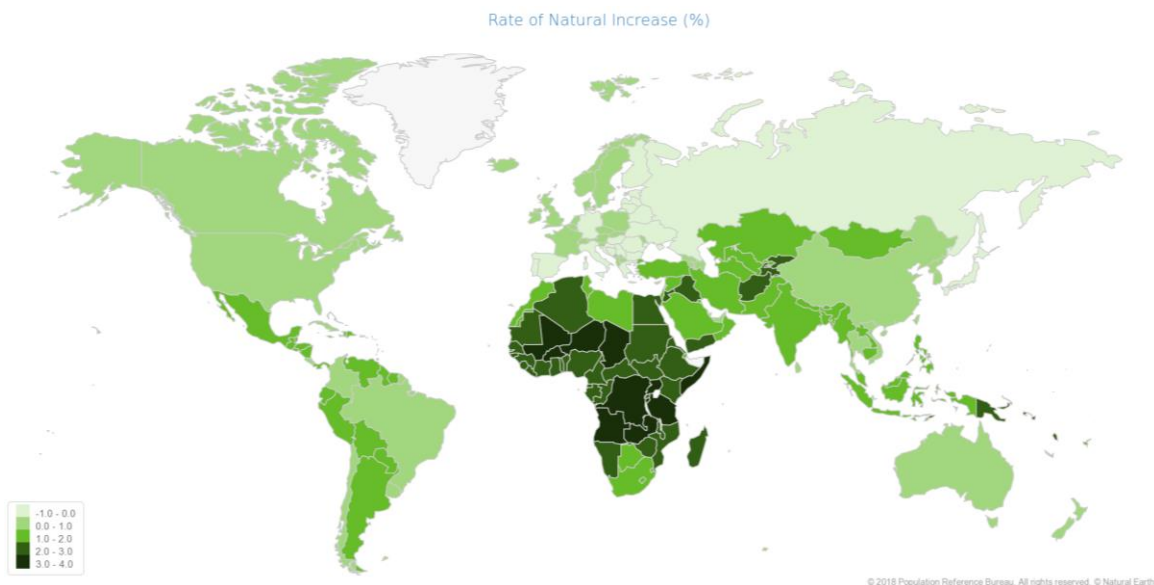 Rate of Natural Increase (%)
-1.0 - 0.0
0.0 - 1.0
1.0 - 2.0
2.0 - 3.0
3.0 - 4.0
© 2018 Population Reference Bureau. All rights reserved. © Natural Earth